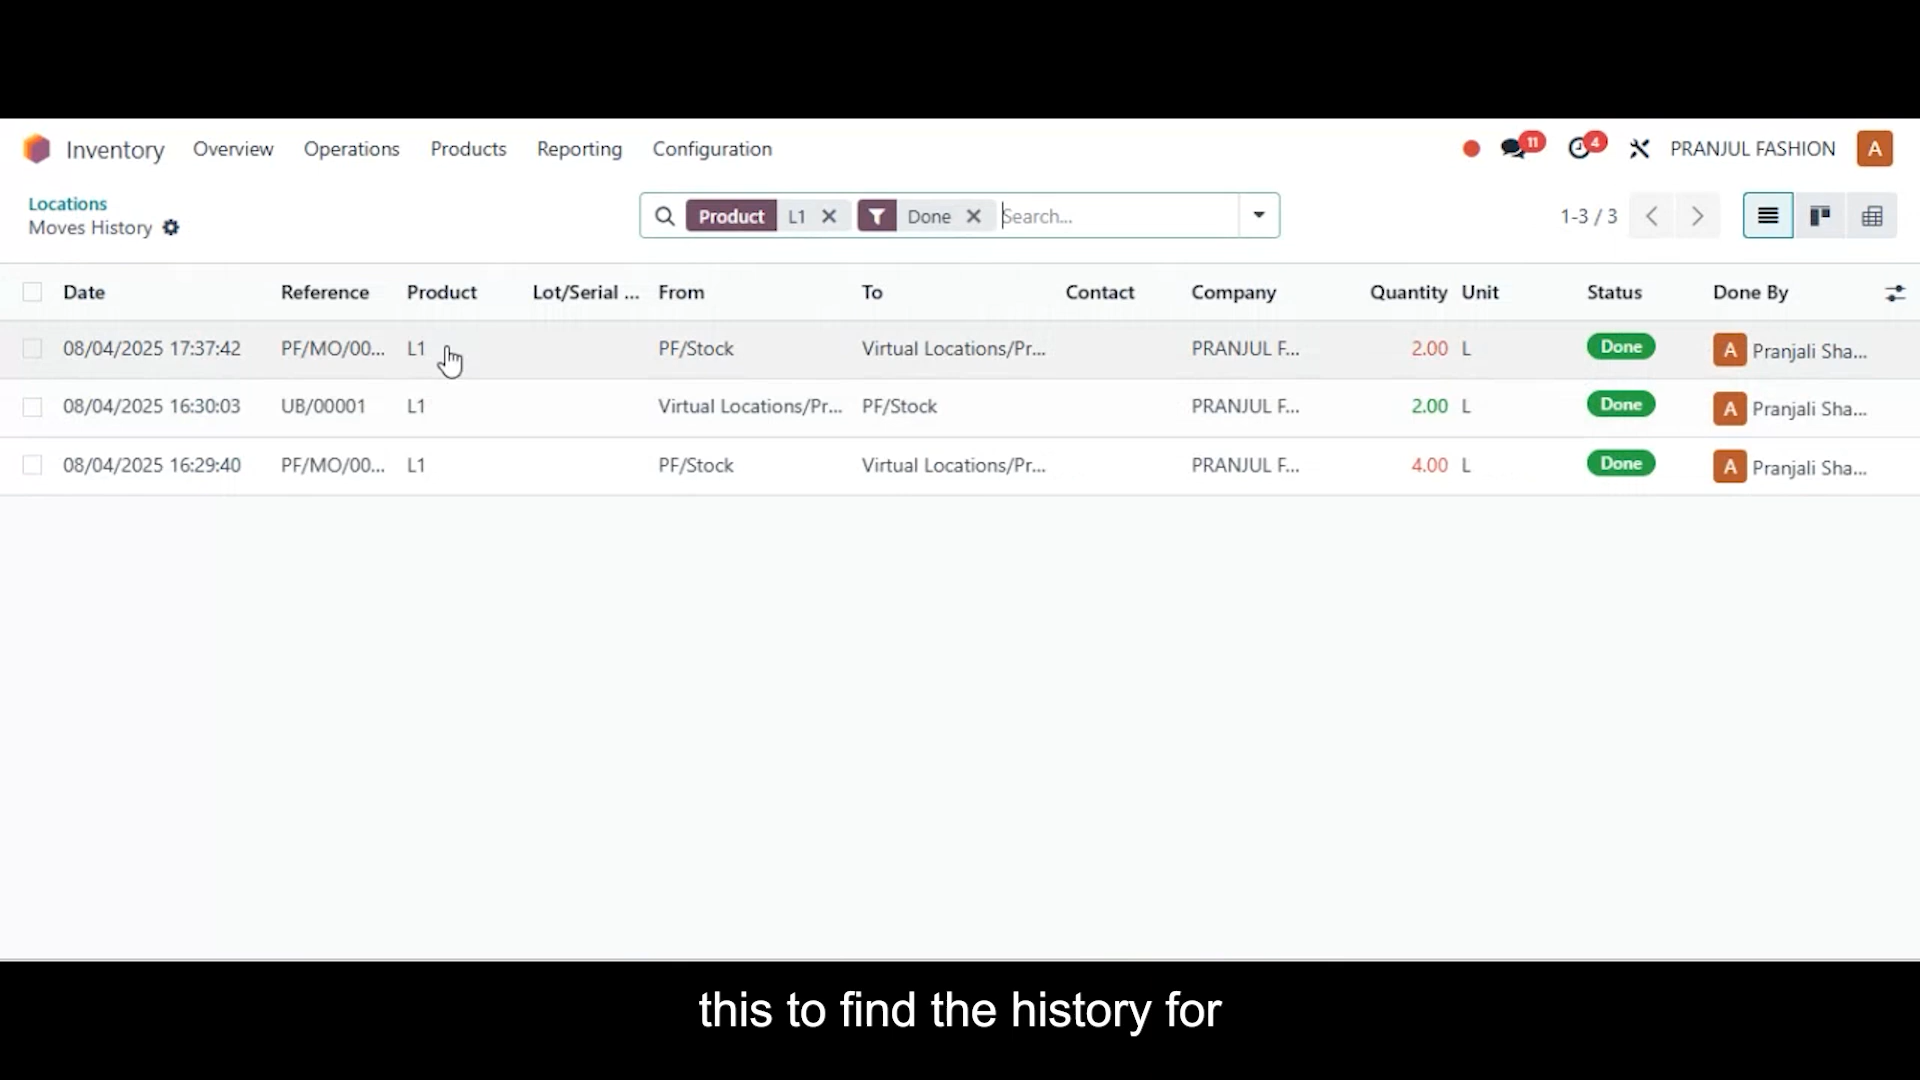 Inventory Overview Operations Products Reporting Configuration 11 4 PRANJUL FASHION A
Locations
Moves History
Product L1 Done Search... 1-3 / 3
Date Reference Product Lot/Serial ... From To Contact Company Quantity Unit Status Done By
08/04/2025 17:37:42 PF/MO/00... L1 PF/Stock Virtual Locations/Pr... PRANJUL F... 2.00 L Done A Pranjali Sha...
08/04/2025 16:30:03 UB/00001 L1 Virtual Locations/Pr... PF/Stock PRANJUL F... 2.00 L Done A Pranjali Sha...
08/04/2025 16:29:40 PF/MO/00... L1 PF/Stock Virtual Locations/Pr... PRANJUL F... 4.00 L Done A Pranjali Sha...
this to find the history for